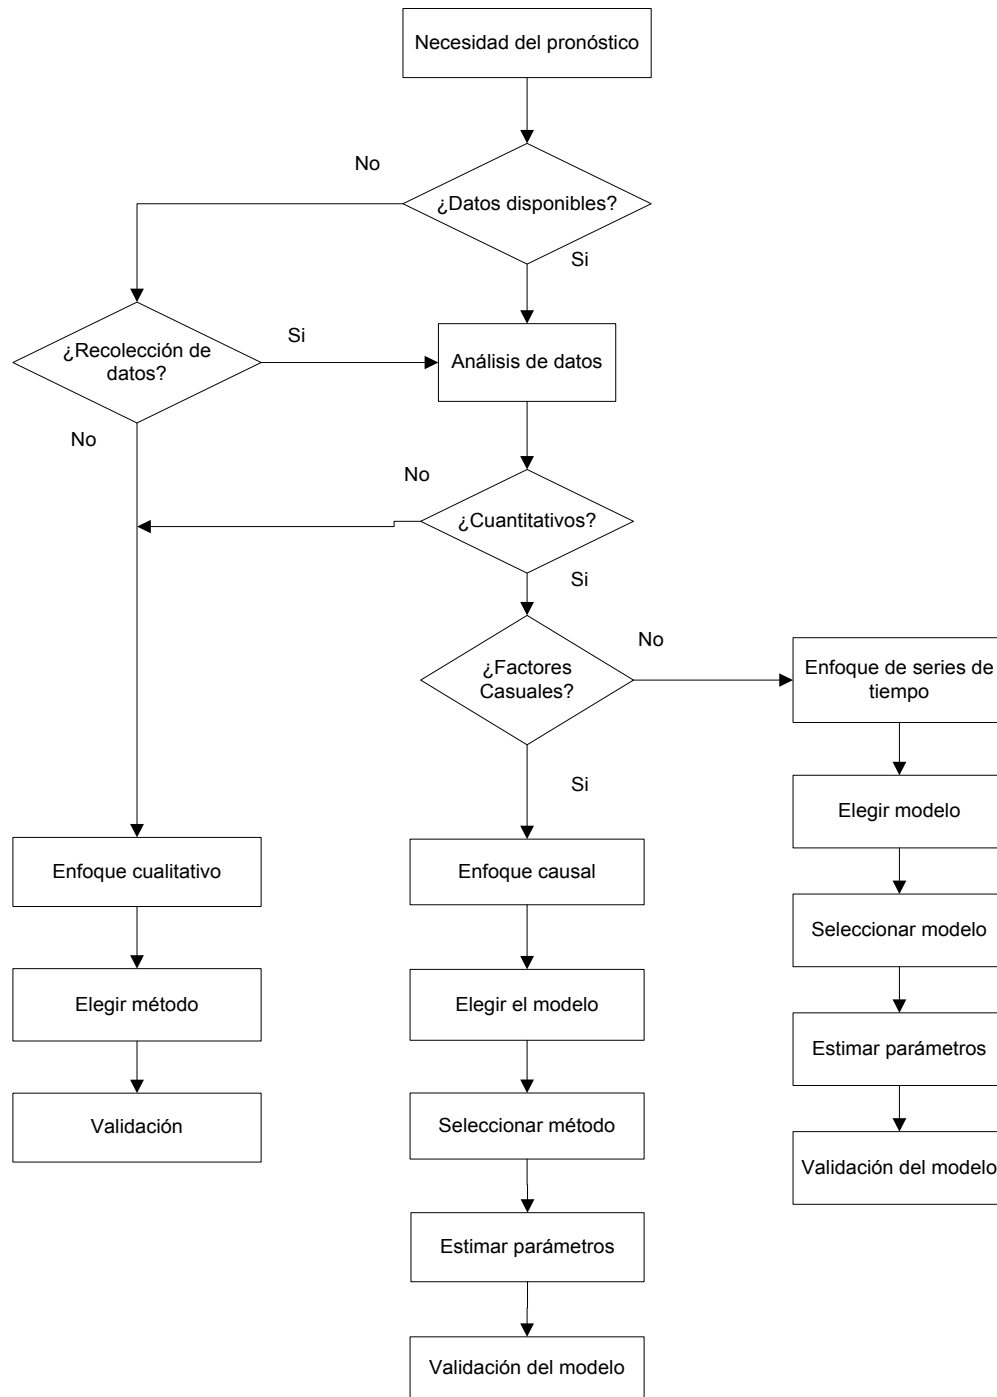 Necesidad del pronóstico
No
¿Datos disponibles?
Si
¿Recolección de
datos?
Si
Análisis de datos
No
No
¿Cuantitativos?
Si
¿Factores
Casuales?
No
Enfoque de series de
tiempo
Si
Elegir modelo
Enfoque cualitativo
Enfoque causal
Seleccionar modelo
Elegir método
Elegir el modelo
Estimar parámetros
Validación
Seleccionar método
Validación del modelo
Estimar parámetros
Validación del modelo